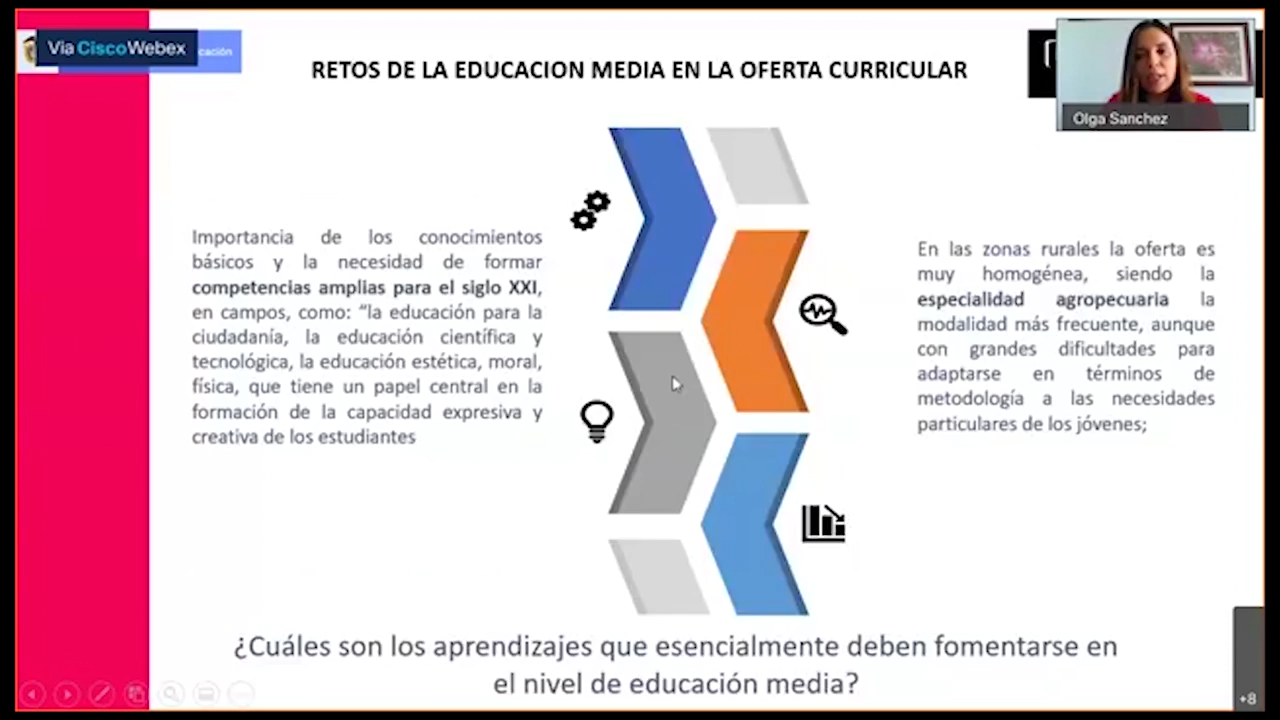 Via CiscoWebex
cación
RETOS DE LA EDUCACION MEDIA EN LA OFERTA CURRICULAR
Olga Sanchez
Importancia de los conocimientos
básicos y la necesidad de formar
competencias amplias para el siglo XXI,
en campos, como: “la educación para la
ciudadanía, la educación científica y
tecnológica, la educación estética, moral,
física, que tiene un papel central en la
formación de la capacidad expresiva y
creativa de los estudiantes
En las zonas rurales la oferta es
muy homogénea, siendo la
especialidad agropecuaria la
modalidad más frecuente, aunque
con grandes dificultades para
adaptarse en términos de
metodología a las necesidades
particulares de los jóvenes;
¿Cuáles son los aprendizajes que esencialmente deben fomentarse en
el nivel de educación media?
+8